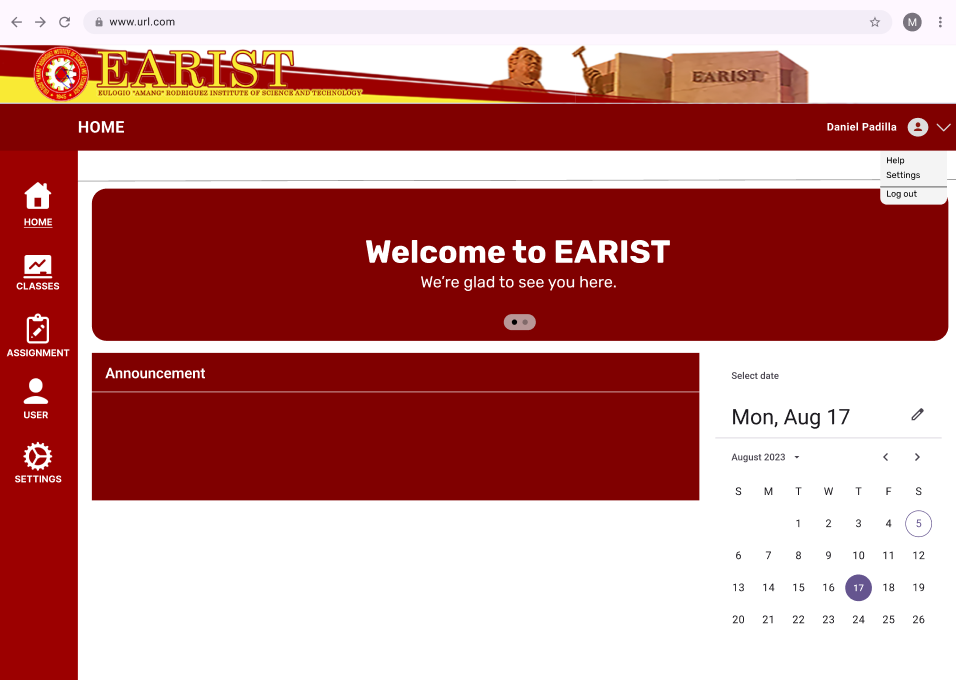 www.url.com
M
EARIST
EULOGIO "AMANG" RODRIGUEZ INSTITUTE OF SCIENCE AND TECHNOLOGY
EARIST
HOME
Daniel Padilla
Help
Settings
Log out
HOME
CLASSES
ASSIGNMENT
USER
SETTINGS
Welcome to EARIST
We're glad to see you here.
Announcement
Select date
Mon, Aug 17
August 2023
S M T W T F S
1 2 3 4 5
6 7 8 9 10 11 12
13 14 15 16 17 18 19
20 21 22 23 24 25 26